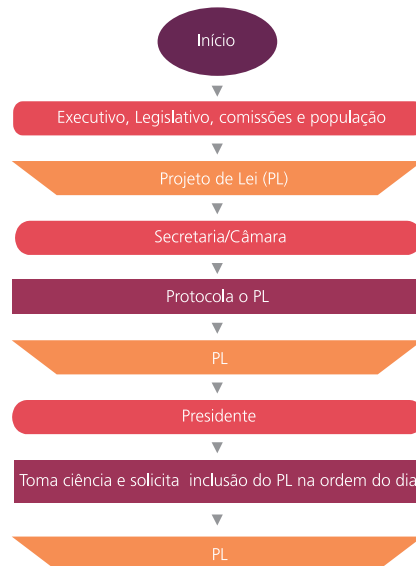 Início
Executivo, Legislativo, comissões e população
Projeto de Lei (PL)
Secretaria/Câmara
Protocola o PL
PL
Presidente
Toma ciência e solicita inclusão do PL na ordem do dia
PL